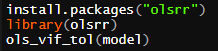 install.packages("olsrr")
library(olsrr)
ols_vif_tol(model)